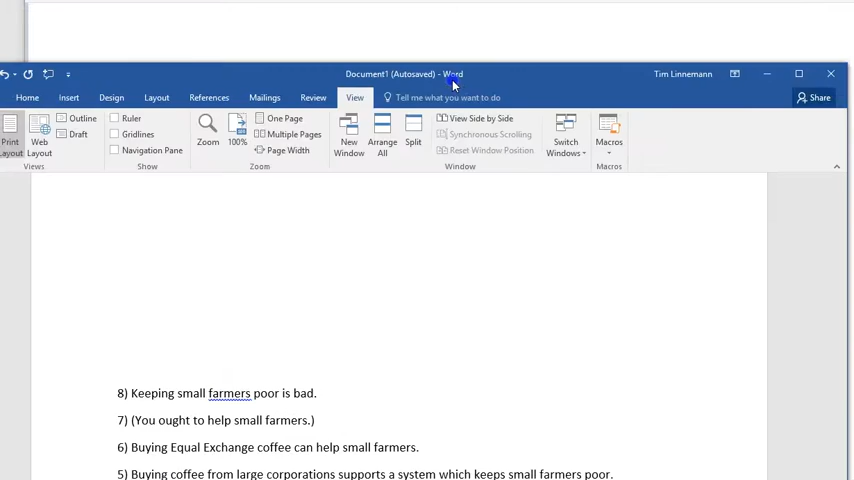 Document1 (Autosaved) - Word
Tim Linnemann
Home Insert Design Layout References Mailings Review View Tell me what you want to do Share
Print Layout
Web Layout
Outline
Draft
Views
Ruler
Gridlines
Navigation Pane
Show
Zoom
100%
One Page
Multiple Pages
Page Width
Zoom
New Window
Arrange All
Split
View Side by Side
Synchronous Scrolling
Reset Window Position
Switch Windows
Window
Macros
Macros
8) Keeping small farmers poor is bad.
7) (You ought to help small farmers.)
6) Buying Equal Exchange coffee can help small farmers.
5) Buying coffee from large corporations supports a system which keeps small farmers poor.